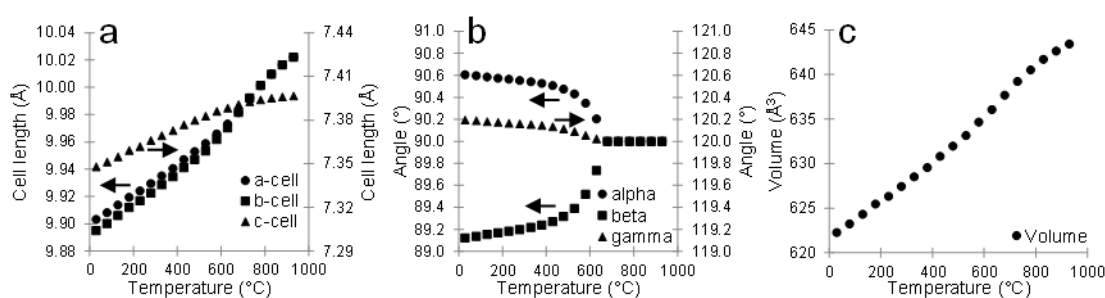 a
10.04
10.02
10.00
9.98
9.96
9.94
9.92
9.90
9.88
Cell length (Å)
7.44
7.41
7.38
7.35
7.32
7.29
Cell length (Å)
a-cell
b-cell
c-cell
0 200 400 600 800 1000
Temperature (°C)
b
91.0
90.8
90.6
90.4
90.2
90.0
89.8
89.6
89.4
89.2
89.0
Angle (°)
121.0
120.8
120.6
120.4
120.2
120.0
119.8
119.6
119.4
119.2
119.0
Angle (°)
alpha
beta
gamma
0 200 400 600 800 1000
Temperature (°C)
c
645
640
635
630
625
620
Volume (Å³)
Volume
0 200 400 600 800 1000
Temperature (°C)